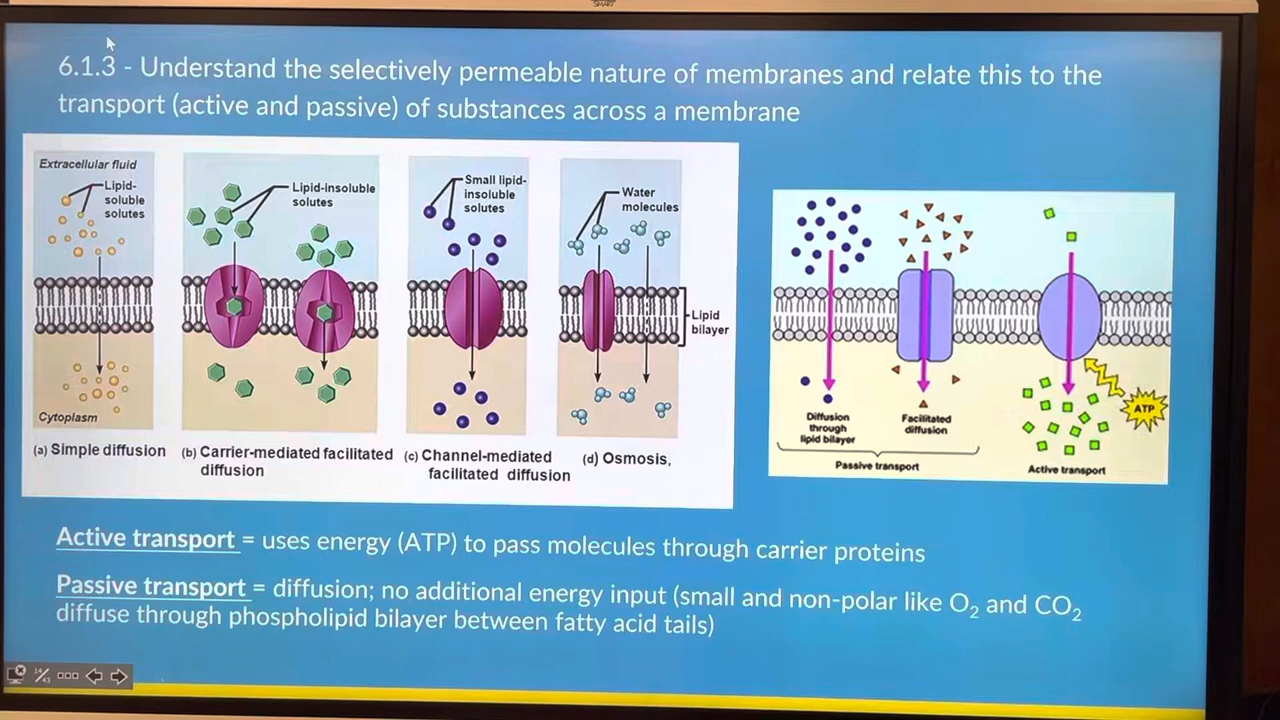 SMART
6.1.3 - Understand the selectively permeable nature of membranes and relate this to the
transport (active and passive) of substances across a membrane
Extracellular fluid
Lipid-
soluble
solutes
Cytoplasm
(a) Simple diffusion
Lipid-insoluble
solutes
(b) Carrier-mediated facilitated
diffusion
Small lipid-
insoluble
solutes
(c) Channel-mediated
facilitated diffusion
Water
molecules
Lipid
bilayer
(d) Osmosis,
Diffusion
through
lipid bilayer
Facilitated
diffusion
Passive transport
ATP
Active transport
Active transport = uses energy (ATP) to pass molecules through carrier proteins
Passive transport = diffusion; no additional energy input (small and non-polar like O₂ and CO₂
diffuse through phospholipid bilayer between fatty acid tails)
14/43